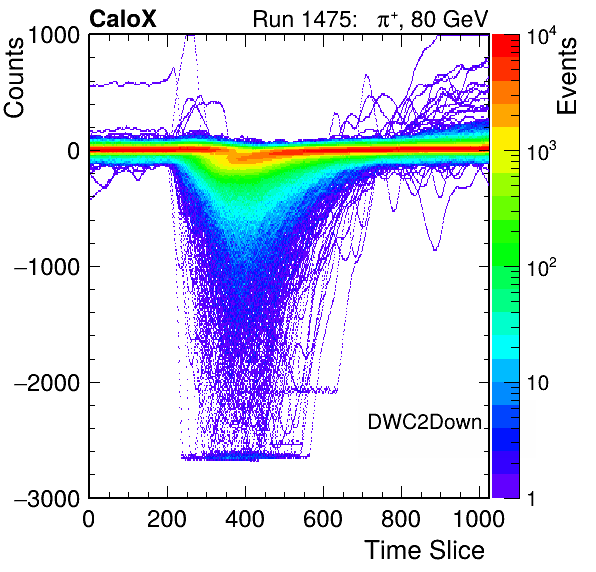 CaloX Run 1475: π⁺, 80 GeV
Counts
Events
1000
0
−1000
−2000
−3000
0 200 400 600 800 1000
Time Slice
DWC2Down
10⁴
10³
10²
10
1